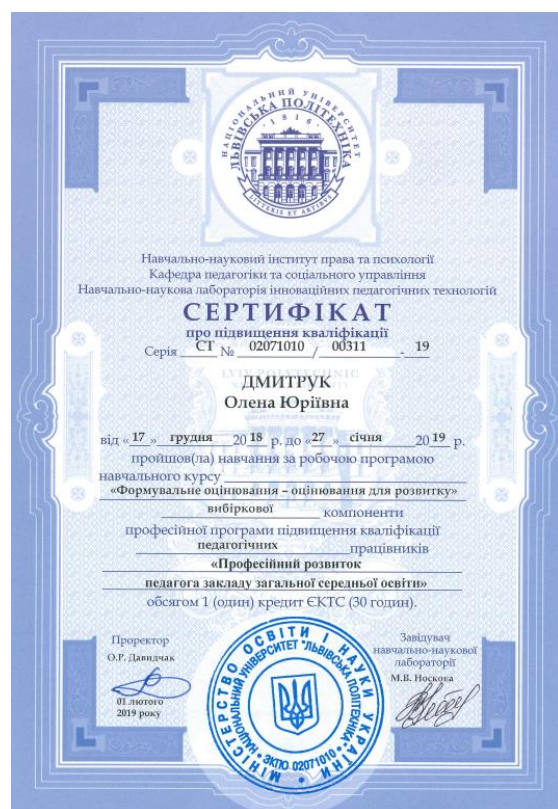 НАЦІОНАЛЬНИЙ УНІВЕРСИТЕТ
ЛЬВІВСЬКА ПОЛІТЕХНІКА
1816
LITTERIS ET ARTIBUS
Навчально-науковий інститут права та психології
Кафедра педагогіки та соціального управління
Навчально-наукова лабораторія інноваційних педагогічних технологій
СЕРТИФІКАТ
про підвищення кваліфікації
Серія СТ № 02071010 / 00311 - 19
LVIV POLYTECHNIC
ДМИТРУК
Олена Юріївна
від « 17 » грудня 20 18 р. до « 27 » січня 20 19 р.
пройшов(ла) навчання за робочою програмою
навчального курсу
«Формувальне оцінювання – оцінювання для розвитку»
вибіркової компоненти
професійної програми підвищення кваліфікації
педагогічних працівників
«Професійний розвиток
педагога закладу загальної середньої освіти»
обсягом 1 (один) кредит ЄКТС (30 годин).
Проректор
О.Р. Давидчак
01 лютого
2019 року
МІНІСТЕРСТВО ОСВІТИ І НАУКИ УКРАЇНИ
НАЦІОНАЛЬНИЙ УНІВЕРСИТЕТ "ЛЬВІВСЬКА ПОЛІТЕХНІКА"
ЗКПО 02071010
Завідувач
навчально-наукової
лабораторії
М.В. Носкова